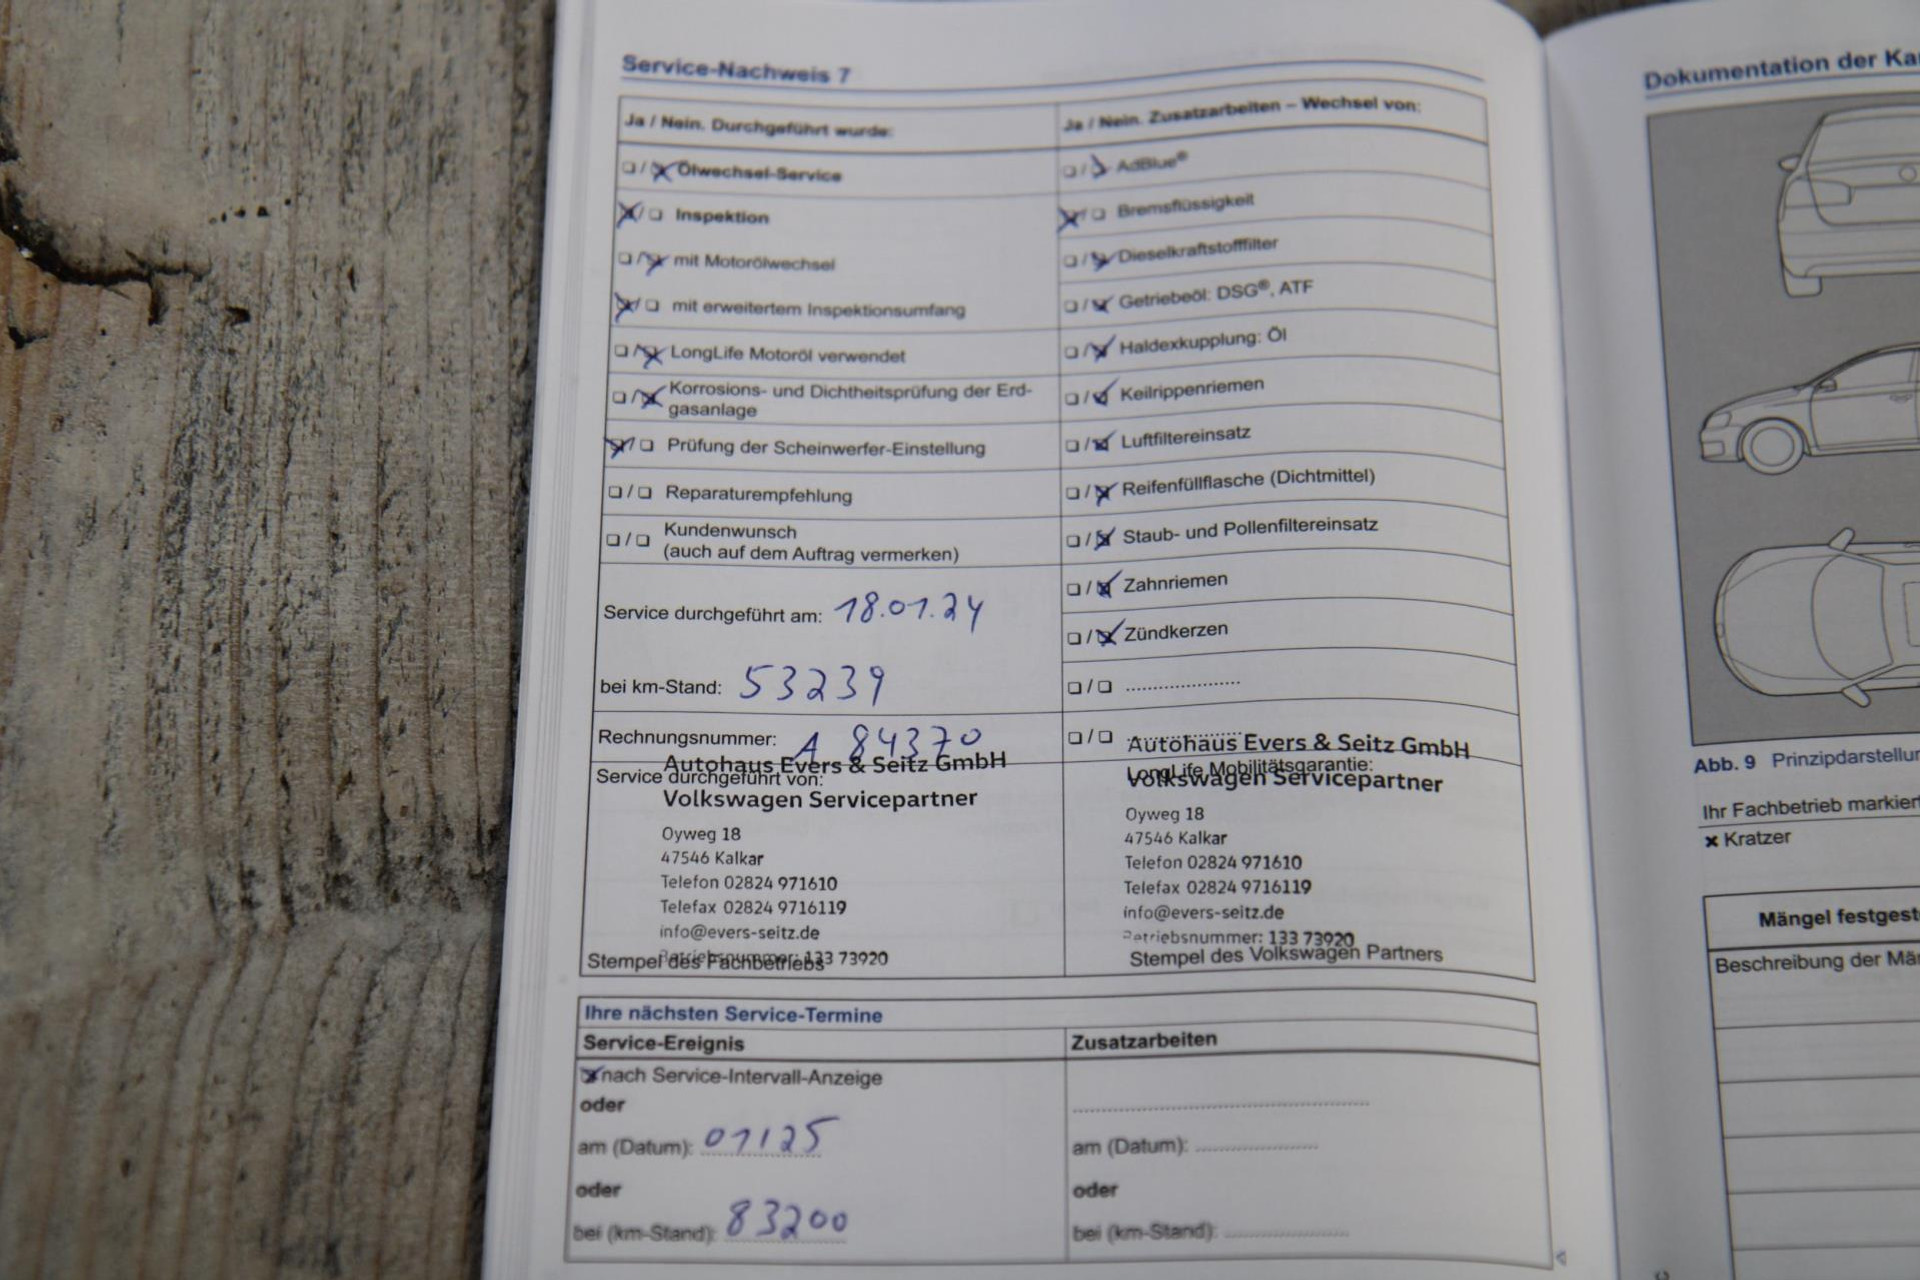 Service-Nachweis 7
Ja / Nein. Durchgeführt wurde:
❏ / ❏ Ölwechsel-Service
❏ / ❏ Inspektion
❏ / ❏ mit Motorölwechsel
❏ / ❏ mit erweitertem Inspektionsumfang
❏ / ❏ LongLife Motoröl verwendet
❏ / ❏ Korrosions- und Dichtheitsprüfung der Erd-
gasanlage
❏ / ❏ Prüfung der Scheinwerfer-Einstellung
❏ / ❏ Reparaturempfehlung
❏ / ❏ Kundenwunsch
(auch auf dem Auftrag vermerken)
Service durchgeführt am: 18.01.24
bei km-Stand: 53239
Rechnungsnummer: A 84370
Autohaus Evers & Seitz GmbH
Service durchgeführt von:
Volkswagen Servicepartner
Oyweg 18
47546 Kalkar
Telefon 02824 971610
Telefax 02824 9716119
info@evers-seitz.de
Betriebsnummer: 133 73920
Stempel des Fachbetriebs
Ja / Nein. Zusatzarbeiten – Wechsel von:
❏ / ❏ AdBlue®
❏ / ❏ Bremsflüssigkeit
❏ / ❏ Dieselkraftstofffilter
❏ / ❏ Getriebeöl: DSG®, ATF
❏ / ❏ Haldexkupplung: Öl
❏ / ❏ Keilrippenriemen
❏ / ❏ Luftfiltereinsatz
❏ / ❏ Reifenfüllflasche (Dichtmittel)
❏ / ❏ Staub- und Pollenfiltereinsatz
❏ / ❏ Zahnriemen
❏ / ❏ Zündkerzen
❏ / ❏ ....................
❏ / ❏ ....................
Autohaus Evers & Seitz GmbH
LongLife Mobilitätsgarantie:
Volkswagen Servicepartner
Oyweg 18
47546 Kalkar
Telefon 02824 971610
Telefax 02824 9716119
info@evers-seitz.de
Betriebsnummer: 133 73920
Stempel des Volkswagen Partners
Ihre nächsten Service-Termine
Service-Ereignis
❏ nach Service-Intervall-Anzeige
oder
am (Datum): 01125
oder
bei (km-Stand): 83200
Zusatzarbeiten
..................................................
am (Datum): ....................
oder
bei (km-Stand): ....................
Dokumentation der Ka
Abb. 9 Prinzipdarstellu
Ihr Fachbetrieb markier
× Kratzer
Mängel festgest
Beschreibung der Mä